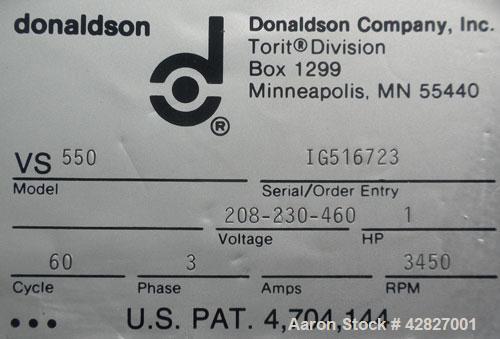 donaldson
Donaldson Company, Inc.
Torit® Division
Box 1299
Minneapolis, MN 55440
®
VS 550 IG516723
Model Serial/Order Entry
208-230-460 1
Voltage HP
60 3 3450
Cycle Phase Amps RPM
••• U.S. PAT. 4,704,144
Aaron Stock # 42827001